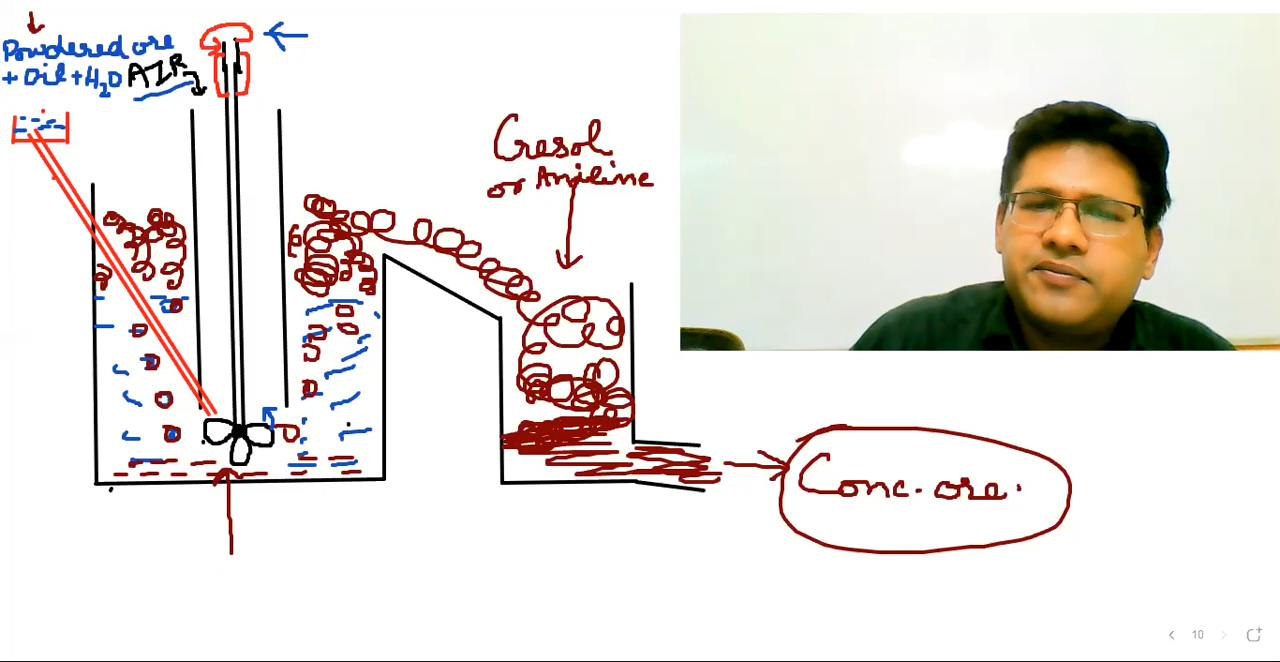 Powdered ore
+ Oil + H₂O AIR
Cresol
or Aniline
Conc. ore.
10